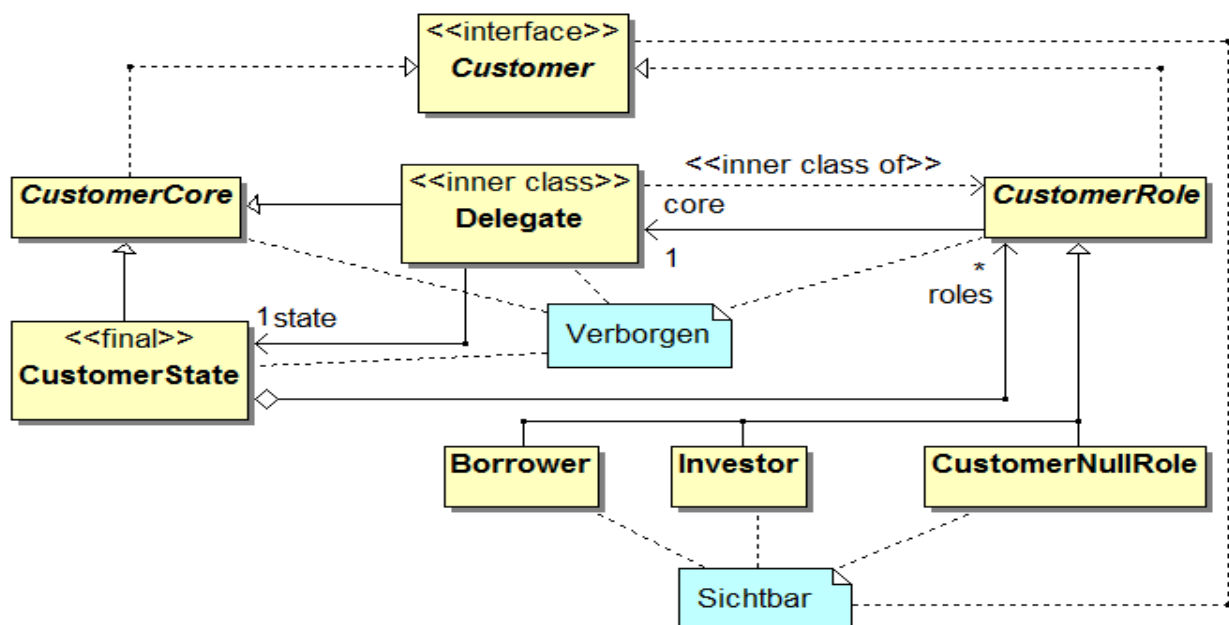 <<interface>>
Customer
<<inner class of>>
CustomerCore
<<inner class>>
Delegate
core
1
CustomerRole
*
roles
1 state
<<final>>
CustomerState
Verborgen
Borrower
Investor
CustomerNullRole
Sichtbar